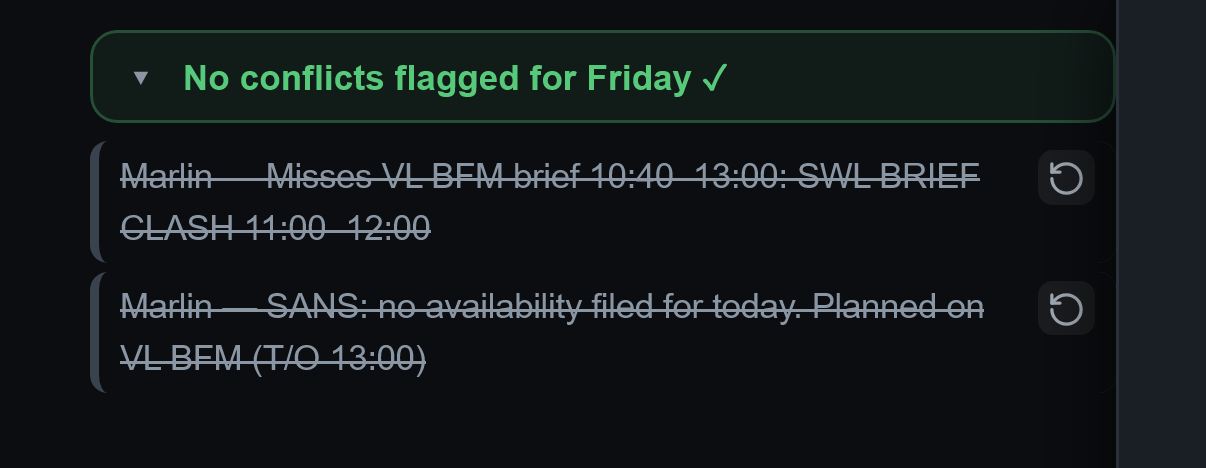 No conflicts flagged for Friday ✓
Marlin — Misses VL BFM brief 10:40–13:00: SWL BRIEF
CLASH 11:00–12:00
Marlin — SANS: no availability filed for today. Planned on
VL BFM (T/O 13:00)